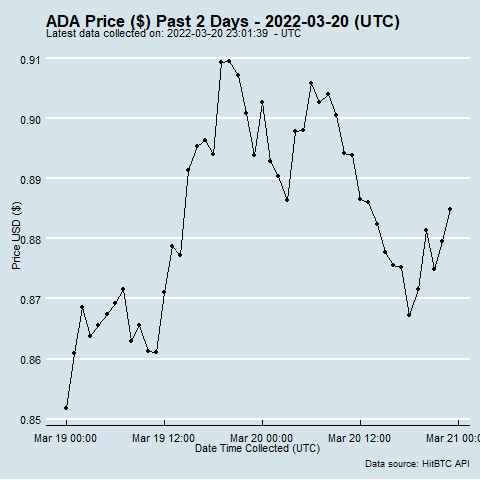 ADA Price ($) Past 2 Days - 2022-03-20 (UTC)
Latest data collected on: 2022-03-20 23:01:39 - UTC
0.91
0.90
0.89
0.88
0.87
0.86
0.85
Price USD ($)
Mar 19 00:00 Mar 19 12:00 Mar 20 00:00 Mar 20 12:00 Mar 21 00:
Date Time Collected (UTC)
Data source: HitBTC API